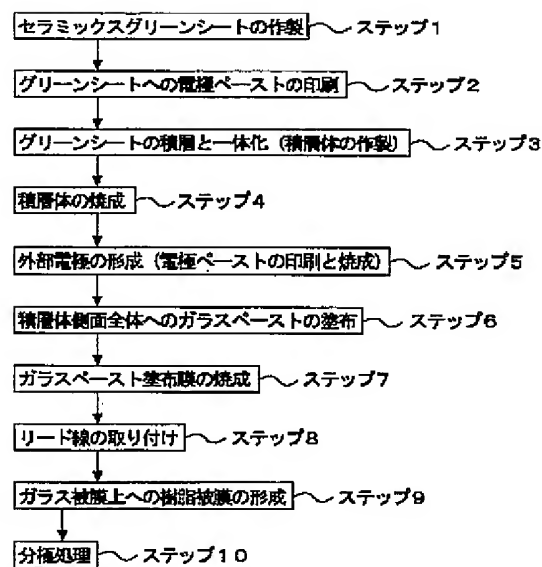 セラミックスグリーンシートの作製 ステップ1
グリーンシートへの電極ペーストの印刷 ステップ2
グリーンシートの積層と一体化(積層体の作製) ステップ3
積層体の焼成 ステップ4
外部電極の形成(電極ペーストの印刷と焼成) ステップ5
積層体側面全体へのガラスペーストの塗布 ステップ6
ガラスペースト塗布膜の焼成 ステップ7
リード線の取り付け ステップ8
ガラス被膜上への樹脂被膜の形成 ステップ9
分極処理 ステップ10